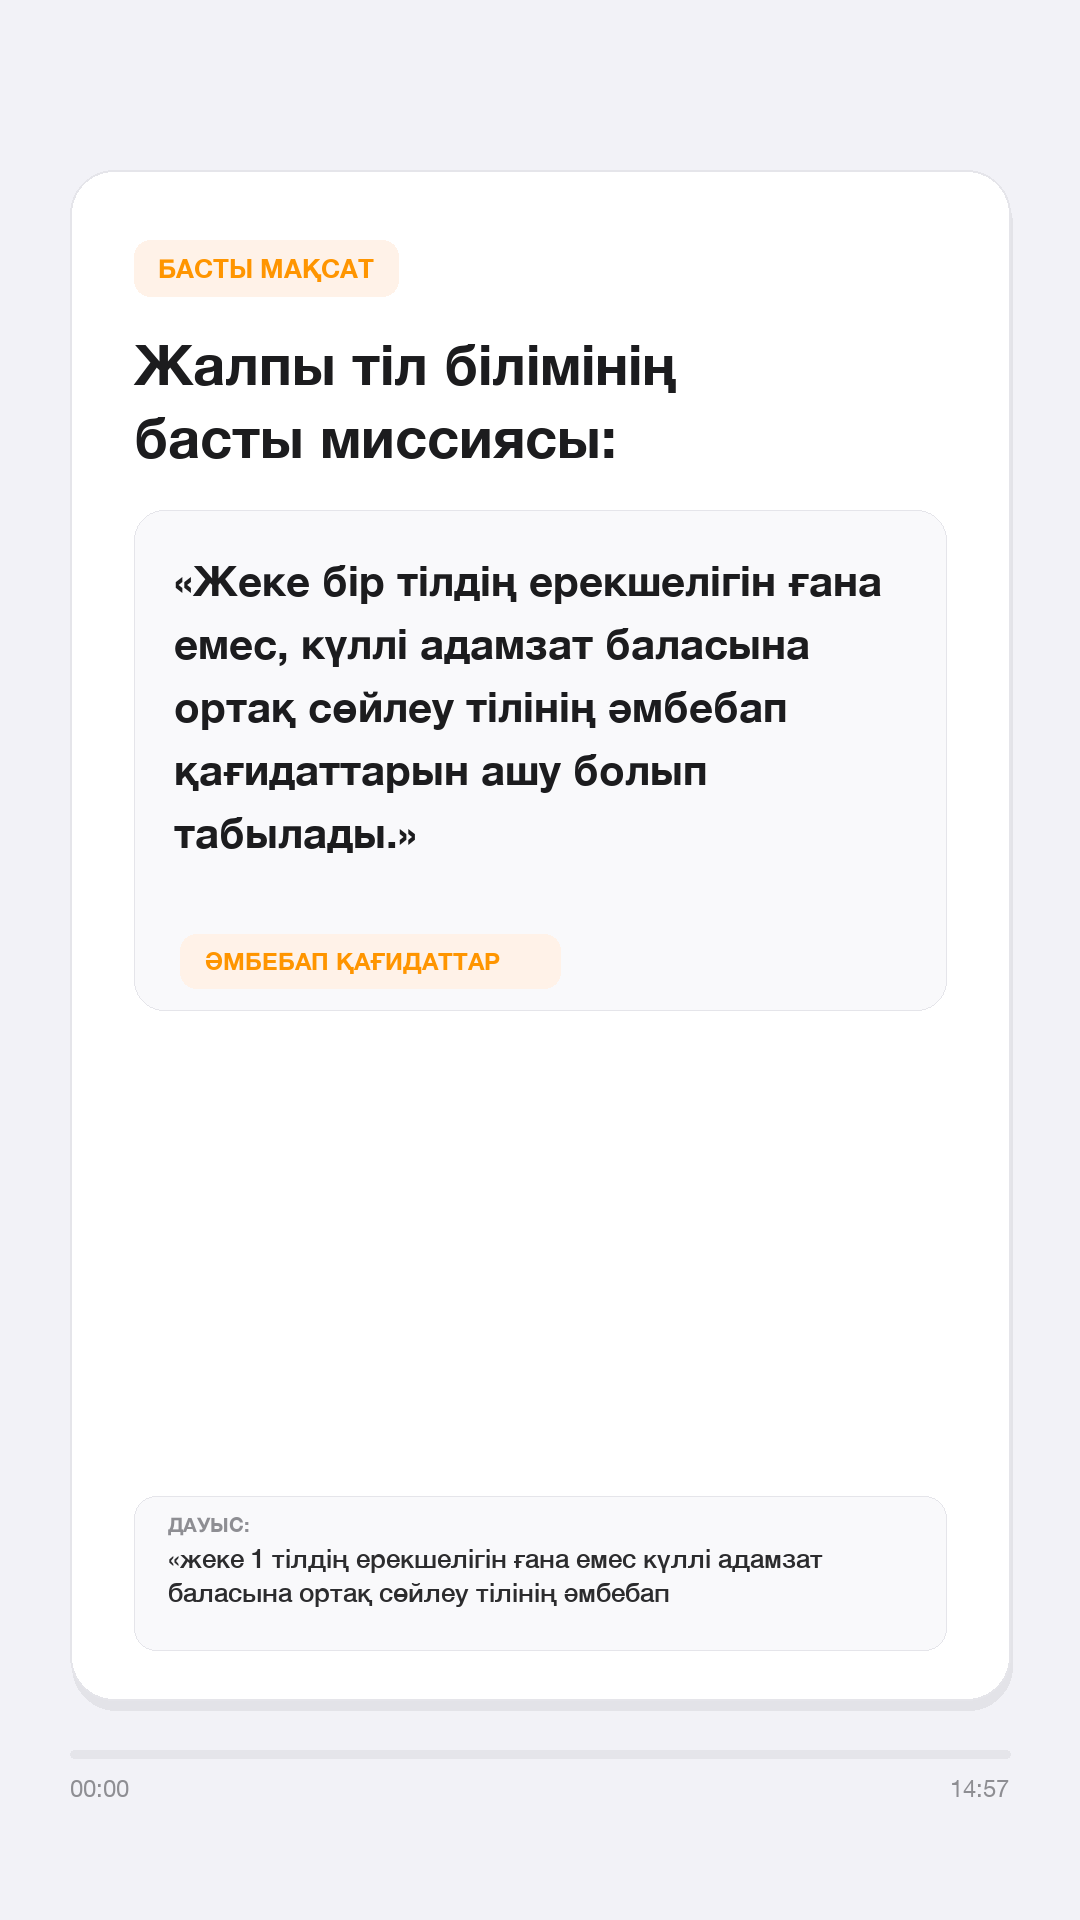 БАСТЫ МАҚСАТ
Жалпы тіл білімінің
басты миссиясы:
«Жеке бір тілдің ерекшелігін ғана
емес, күллі адамзат баласына
ортақ сөйлеу тілінің әмбебап
қағидаттарын ашу болып
табылады.»
ӘМБЕБАП ҚАҒИДАТТАР
ДАУЫС:
«жеке 1 тілдің ерекшелігін ғана емес күллі адамзат
баласына ортақ сөйлеу тілінің әмбебап
00:00
14:57